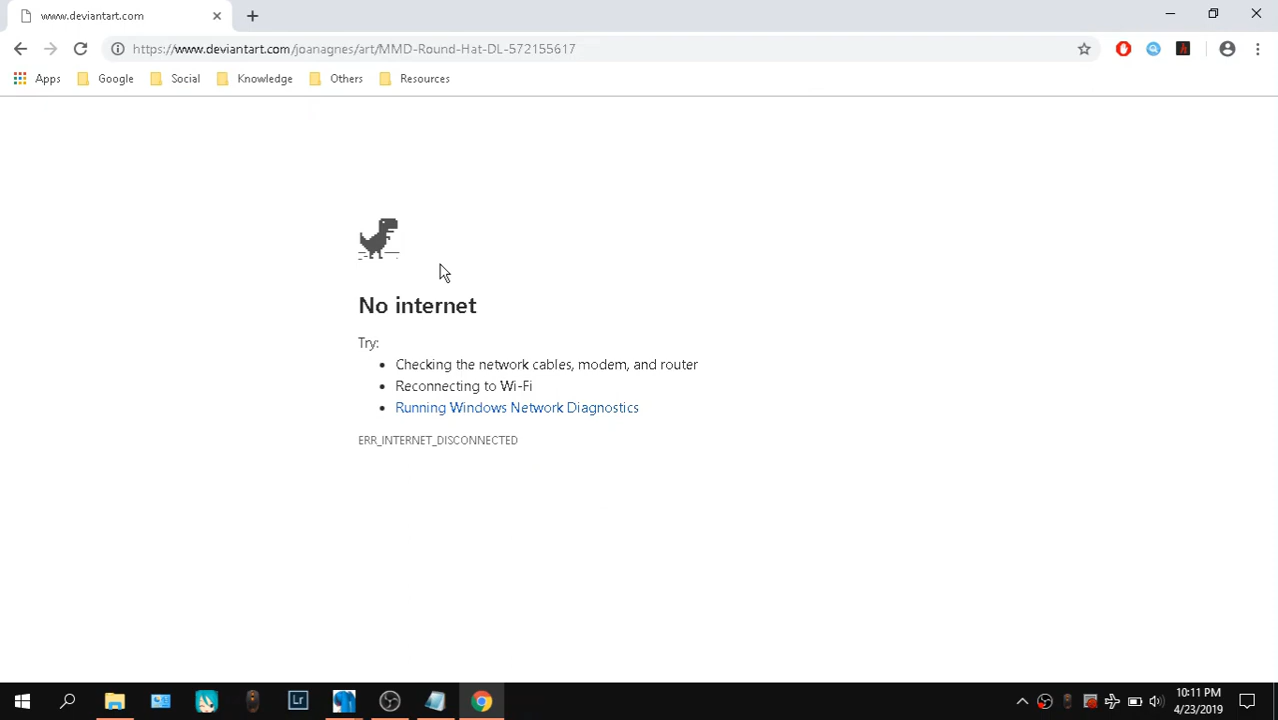 www.deviantart.com
https://www.deviantart.com/joanagnes/art/MMD-Round-Hat-DL-572155617
Apps Google Social Knowledge Others Resources
No internet
Try:
• Checking the network cables, modem, and router
• Reconnecting to Wi-Fi
• Running Windows Network Diagnostics
ERR_INTERNET_DISCONNECTED
Lr
10:11 PM
4/23/2019